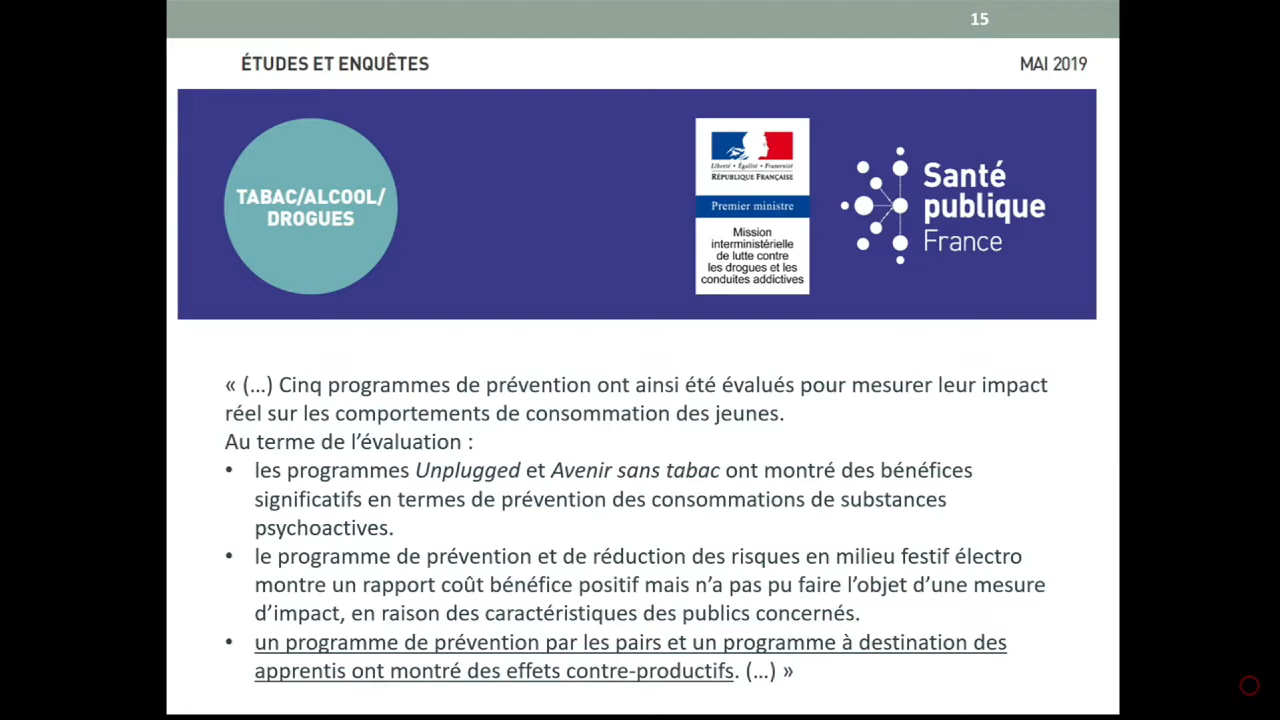 15
ÉTUDES ET ENQUÊTES
MAI 2019
TABAC/ALCOOL/
DROGUES
Liberté • Égalité • Fraternité
RÉPUBLIQUE FRANÇAISE
Premier ministre
Mission
interministérielle
de lutte contre
les drogues et les
conduites addictives
Santé
publique
France
« (…) Cinq programmes de prévention ont ainsi été évalués pour mesurer leur impact
réel sur les comportements de consommation des jeunes.
Au terme de l’évaluation :
• les programmes Unplugged et Avenir sans tabac ont montré des bénéfices
significatifs en termes de prévention des consommations de substances
psychoactives.
• le programme de prévention et de réduction des risques en milieu festif électro
montre un rapport coût bénéfice positif mais n’a pas pu faire l’objet d’une mesure
d’impact, en raison des caractéristiques des publics concernés.
• un programme de prévention par les pairs et un programme à destination des
apprentis ont montré des effets contre-productifs. (…) »